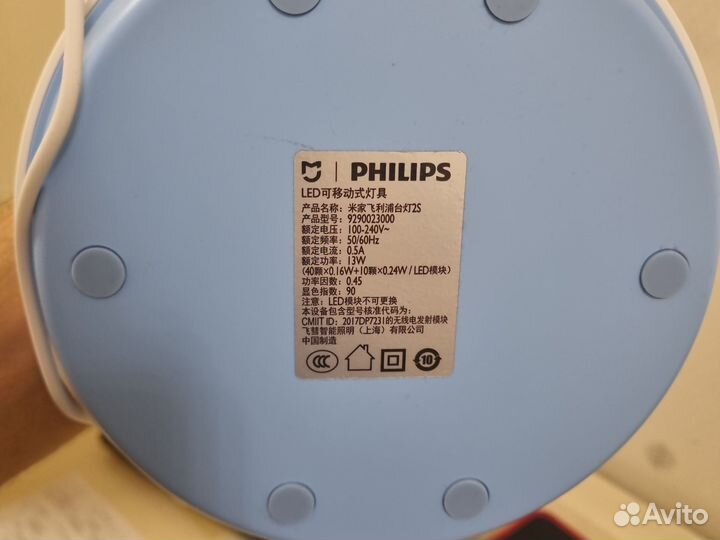 PHILIPS
LED可移动式灯具
产品名称：米家飞利浦台灯2S
产品型号：9290023000
额定电压：100-240V~
额定频率：50/60Hz
额定电流：0.5A
额定功率：13W
(40颗×0.16W+10颗×0.24W / LED模块)
功率因数：0.45
显色指数：90
注意：LED模块不可更换
本设备包含型号核准代码为：
CMIIT ID：2017DP7231的无线电发射模块
飞彗智能照明（上海）有限公司
中国制造
CCC
10
Avito